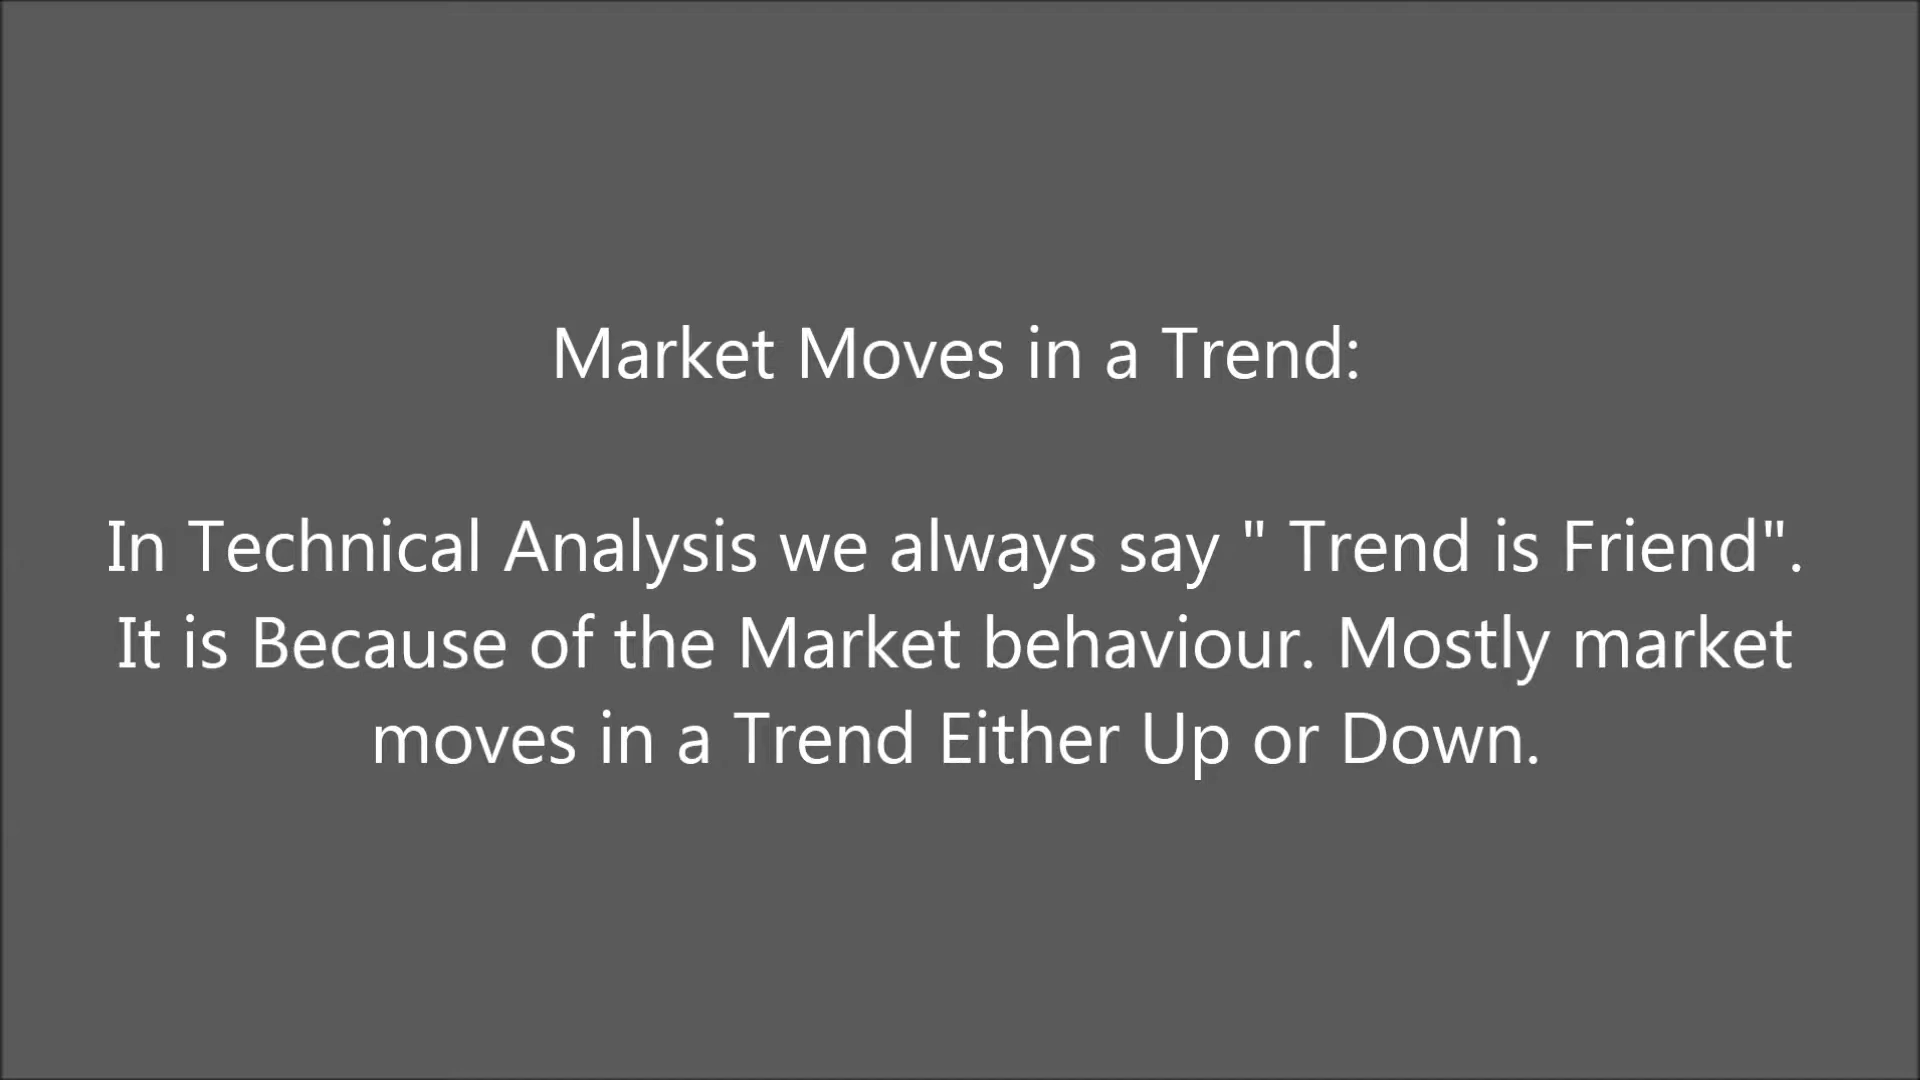 Market Moves in a Trend:
In Technical Analysis we always say " Trend is Friend".
It is Because of the Market behaviour. Mostly market
moves in a Trend Either Up or Down.